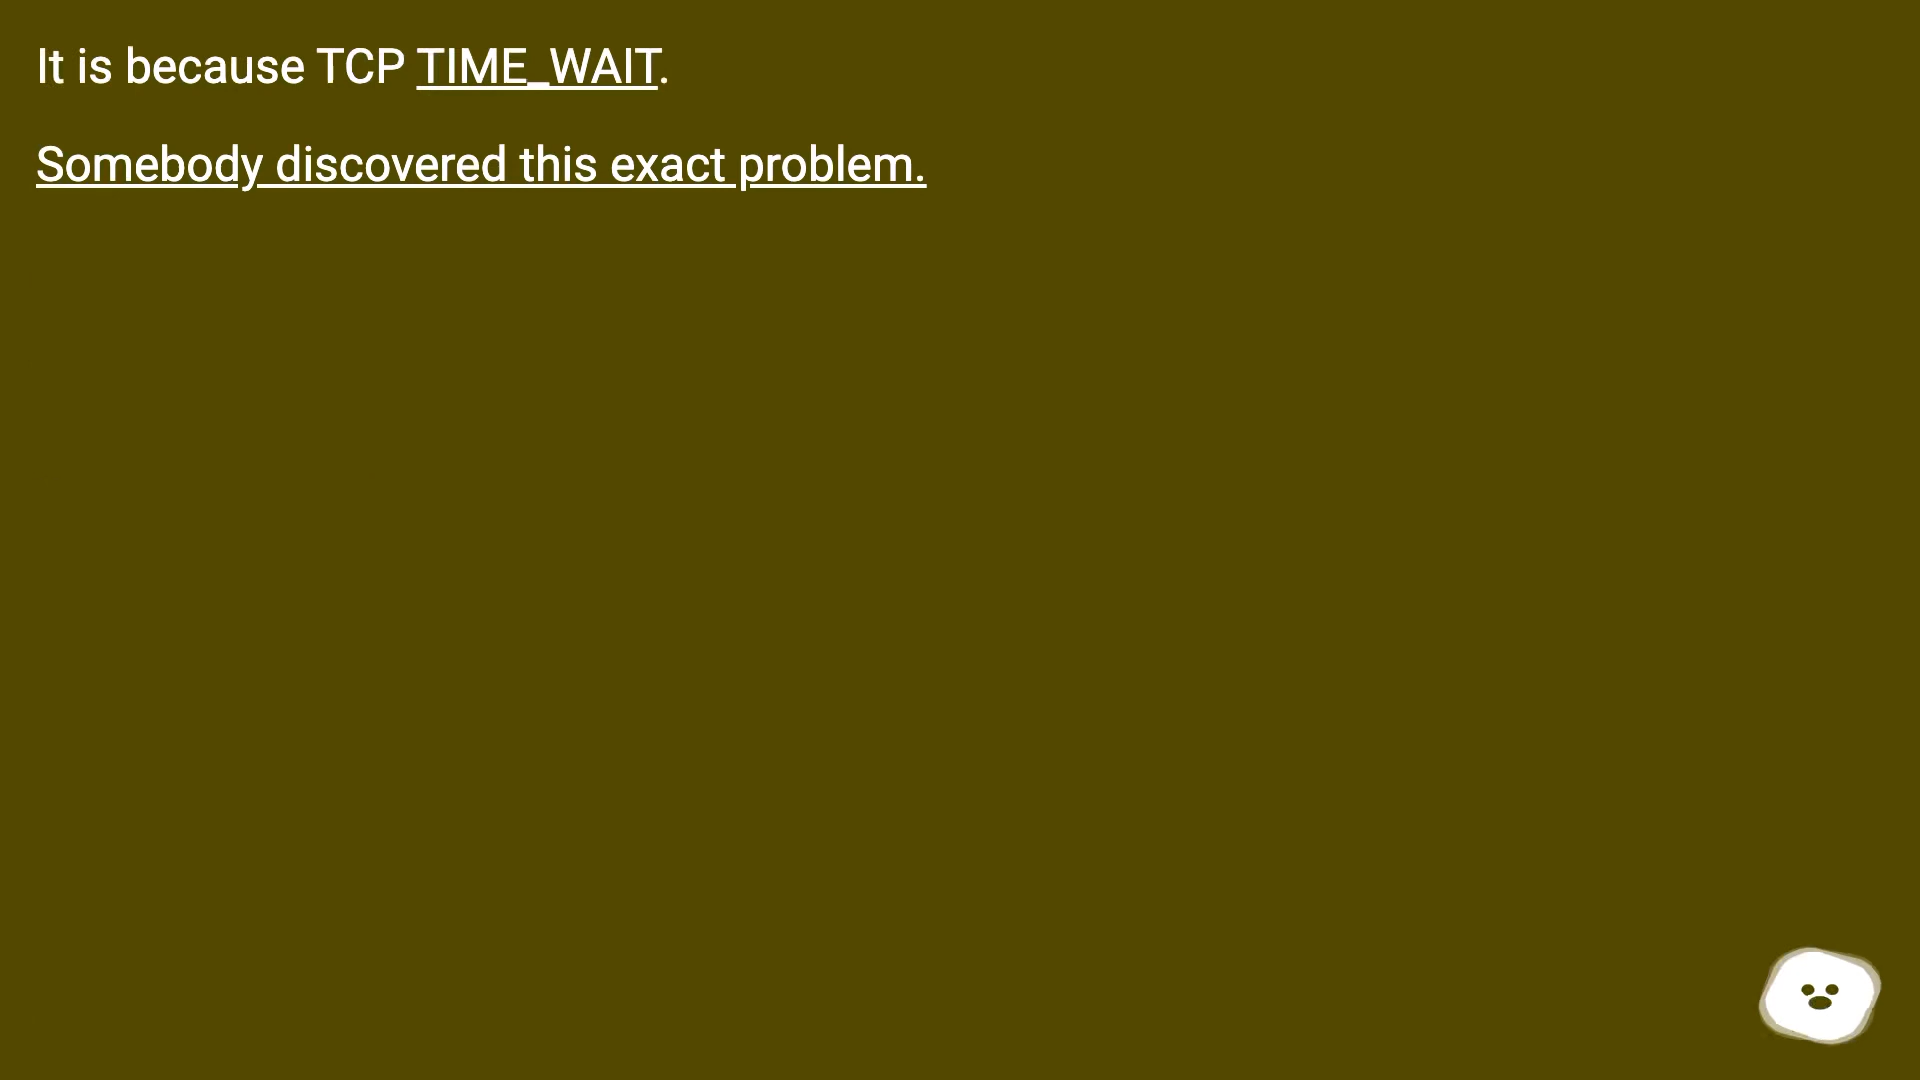 It is because TCP TIME_WAIT.
Somebody discovered this exact problem.